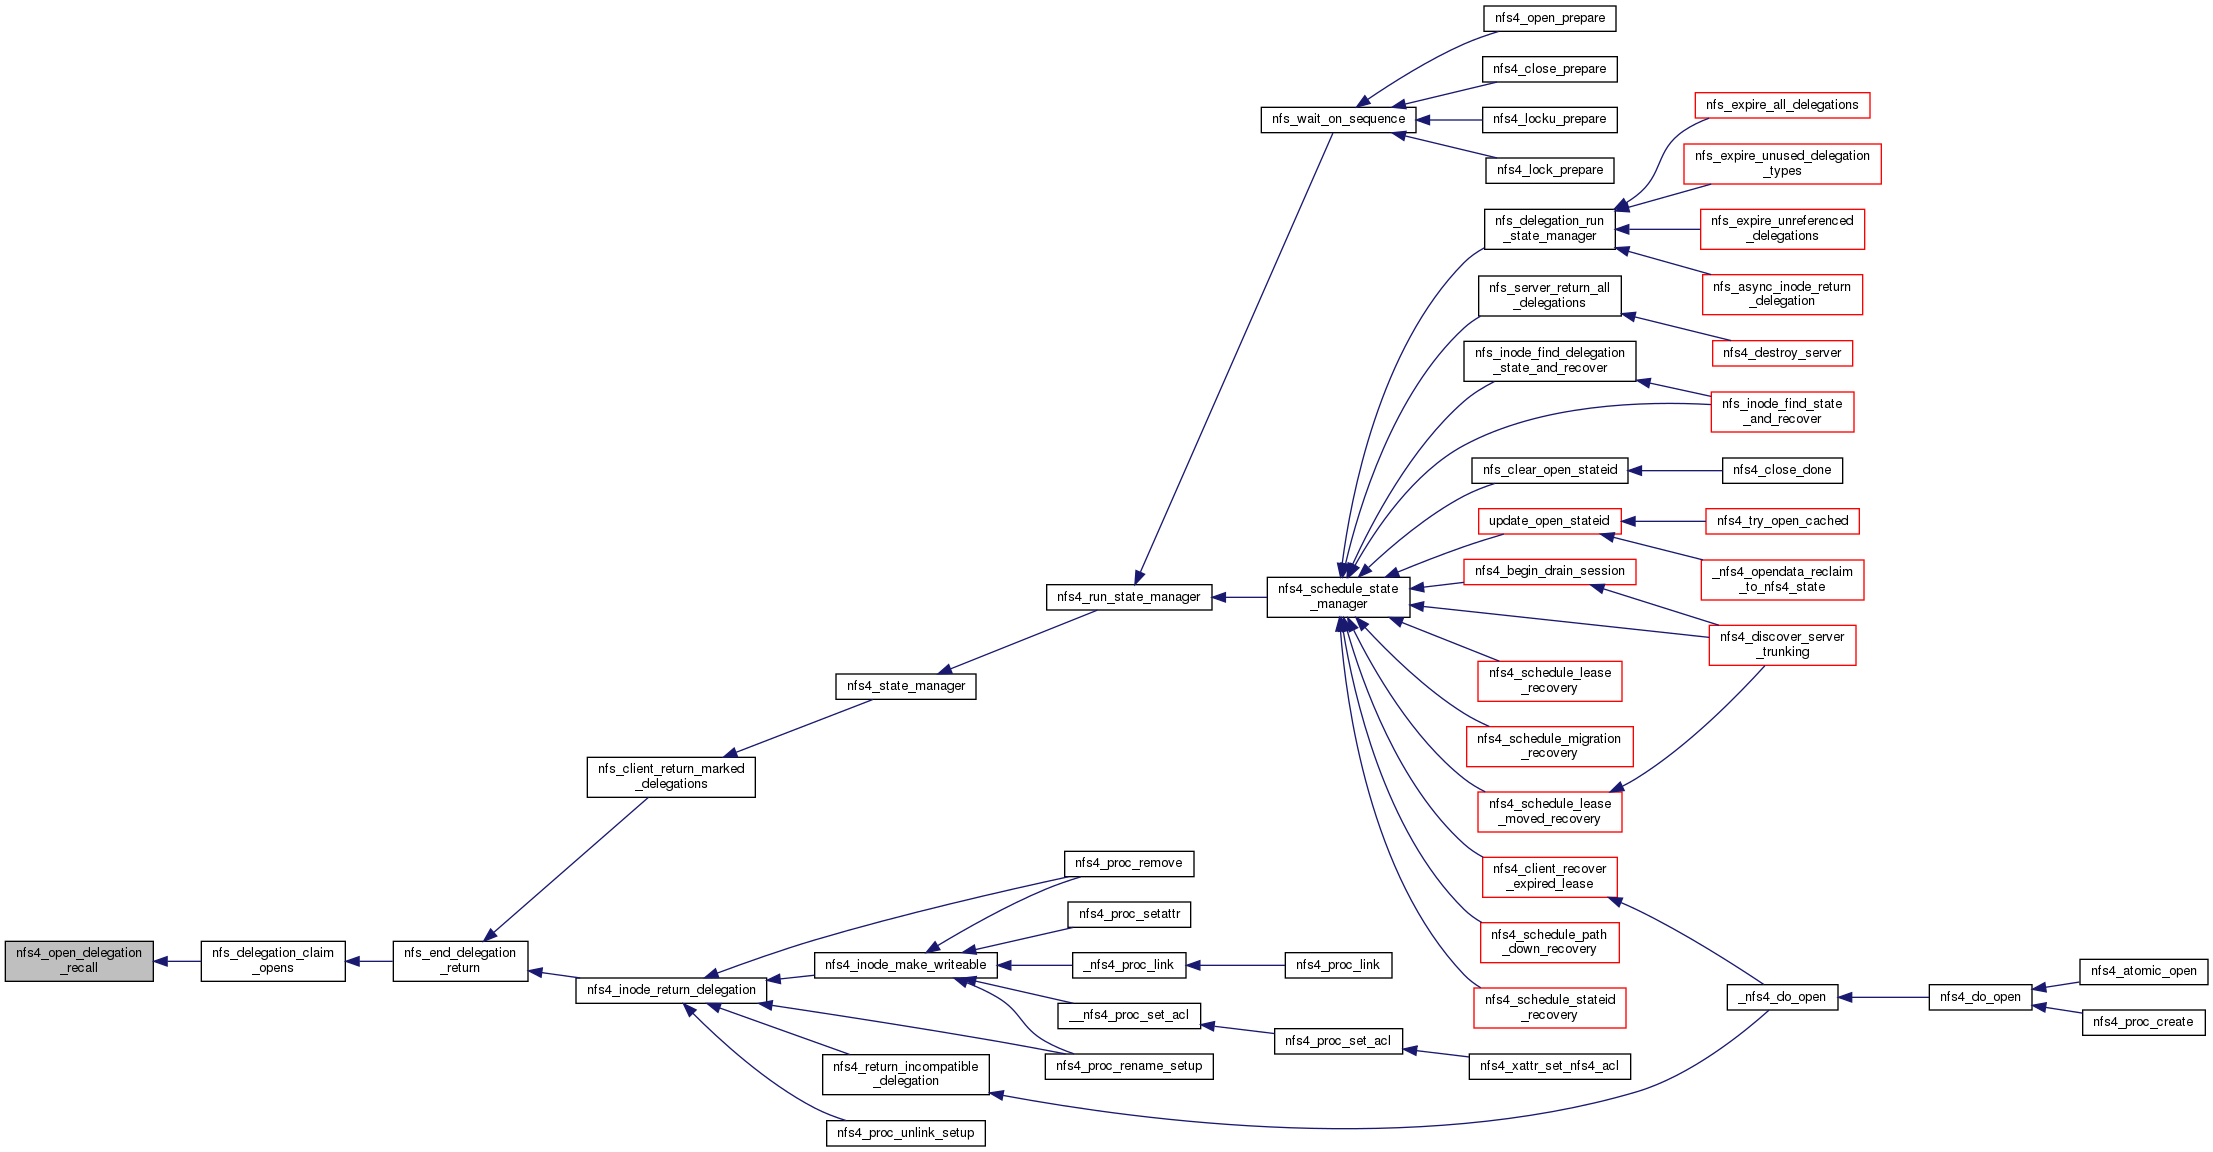 nfs4_open_delegation
_recall
nfs_delegation_claim
_opens
nfs_end_delegation
_return
nfs_client_return_marked
_delegations
nfs4_state_manager
nfs4_run_state_manager
nfs_wait_on_sequence
nfs4_open_prepare
nfs4_close_prepare
nfs4_locku_prepare
nfs4_lock_prepare
nfs4_schedule_state
_manager
nfs_delegation_run
_state_manager
nfs_expire_all_delegations
nfs_expire_unused_delegation
_types
nfs_expire_unreferenced
_delegations
nfs_async_inode_return
_delegation
nfs_server_return_all
_delegations
nfs4_destroy_server
nfs_inode_find_delegation
_state_and_recover
nfs_inode_find_state
_and_recover
nfs_clear_open_stateid
nfs4_close_done
update_open_stateid
nfs4_try_open_cached
_nfs4_opendata_reclaim
_to_nfs4_state
nfs4_begin_drain_session
nfs4_discover_server
_trunking
nfs4_schedule_lease
_recovery
nfs4_schedule_migration
_recovery
nfs4_schedule_lease
_moved_recovery
nfs4_client_recover
_expired_lease
nfs4_schedule_path
_down_recovery
nfs4_schedule_stateid
_recovery
nfs4_inode_return_delegation
nfs4_proc_remove
nfs4_inode_make_writeable
nfs4_proc_setattr
_nfs4_proc_link
nfs4_proc_link
__nfs4_proc_set_acl
nfs4_proc_set_acl
nfs4_xattr_set_nfs4_acl
nfs4_proc_rename_setup
nfs4_return_incompatible
_delegation
nfs4_proc_unlink_setup
_nfs4_do_open
nfs4_do_open
nfs4_atomic_open
nfs4_proc_create